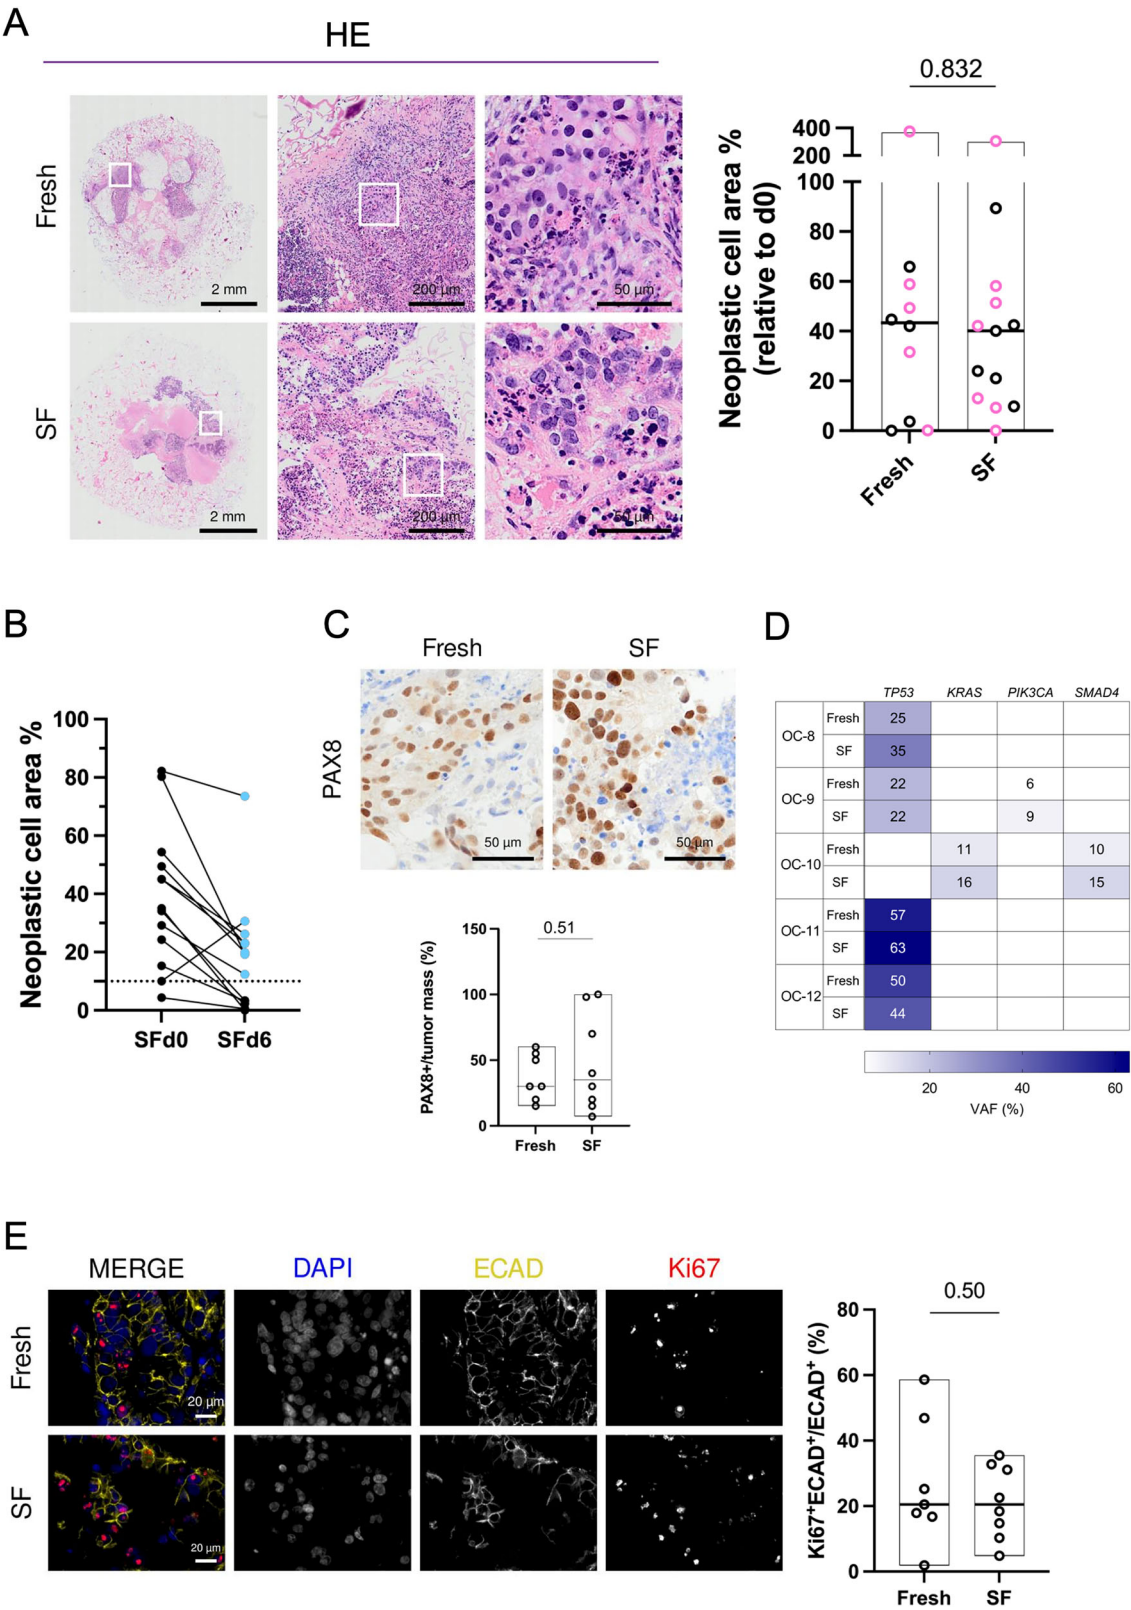 A
HE
Fresh
SF
2 mm
200 µm
50 µm
2 mm
200 µm
50 µm
0.832
Neoplastic cell area %
(relative to d0)
400
200
100
80
60
40
20
0
Fresh
SF
B
Neoplastic cell area %
100
80
60
40
20
0
SFd0
SFd6
C
Fresh
SF
PAX8
50 µm
50 µm
0.51
PAX8+/tumor mass (%)
150
100
50
0
Fresh
SF
D
TP53 KRAS PIK3CA SMAD4
OC-8
Fresh 25
SF 35
OC-9
Fresh 22 6
SF 22 9
OC-10
Fresh 11 10
SF 16 15
OC-11
Fresh 57
SF 63
OC-12
Fresh 50
SF 44
20 40 60
VAF (%)
E
MERGE DAPI ECAD Ki67
Fresh
20 µm
SF
20 µm
0.50
Ki67⁺ECAD⁺/ECAD⁺ (%)
80
60
40
20
0
Fresh
SF